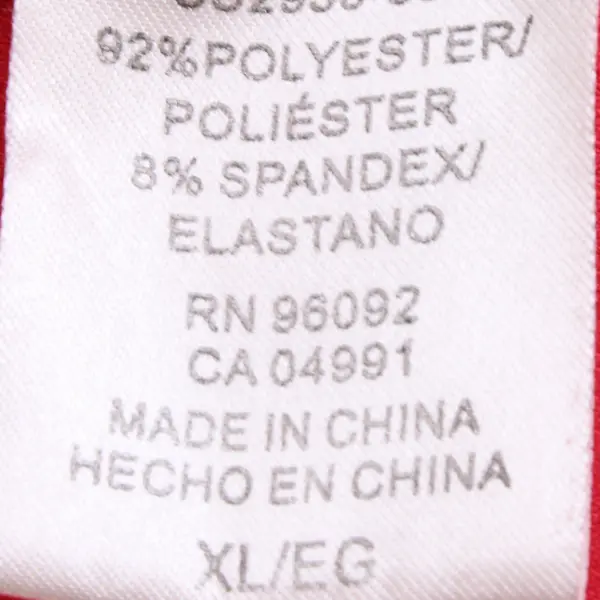 92%POLYESTER/
POLIÉSTER
8% SPANDEX/
ELASTANO
RN 96092
CA 04991
MADE IN CHINA
HECHO EN CHINA
XL/EG